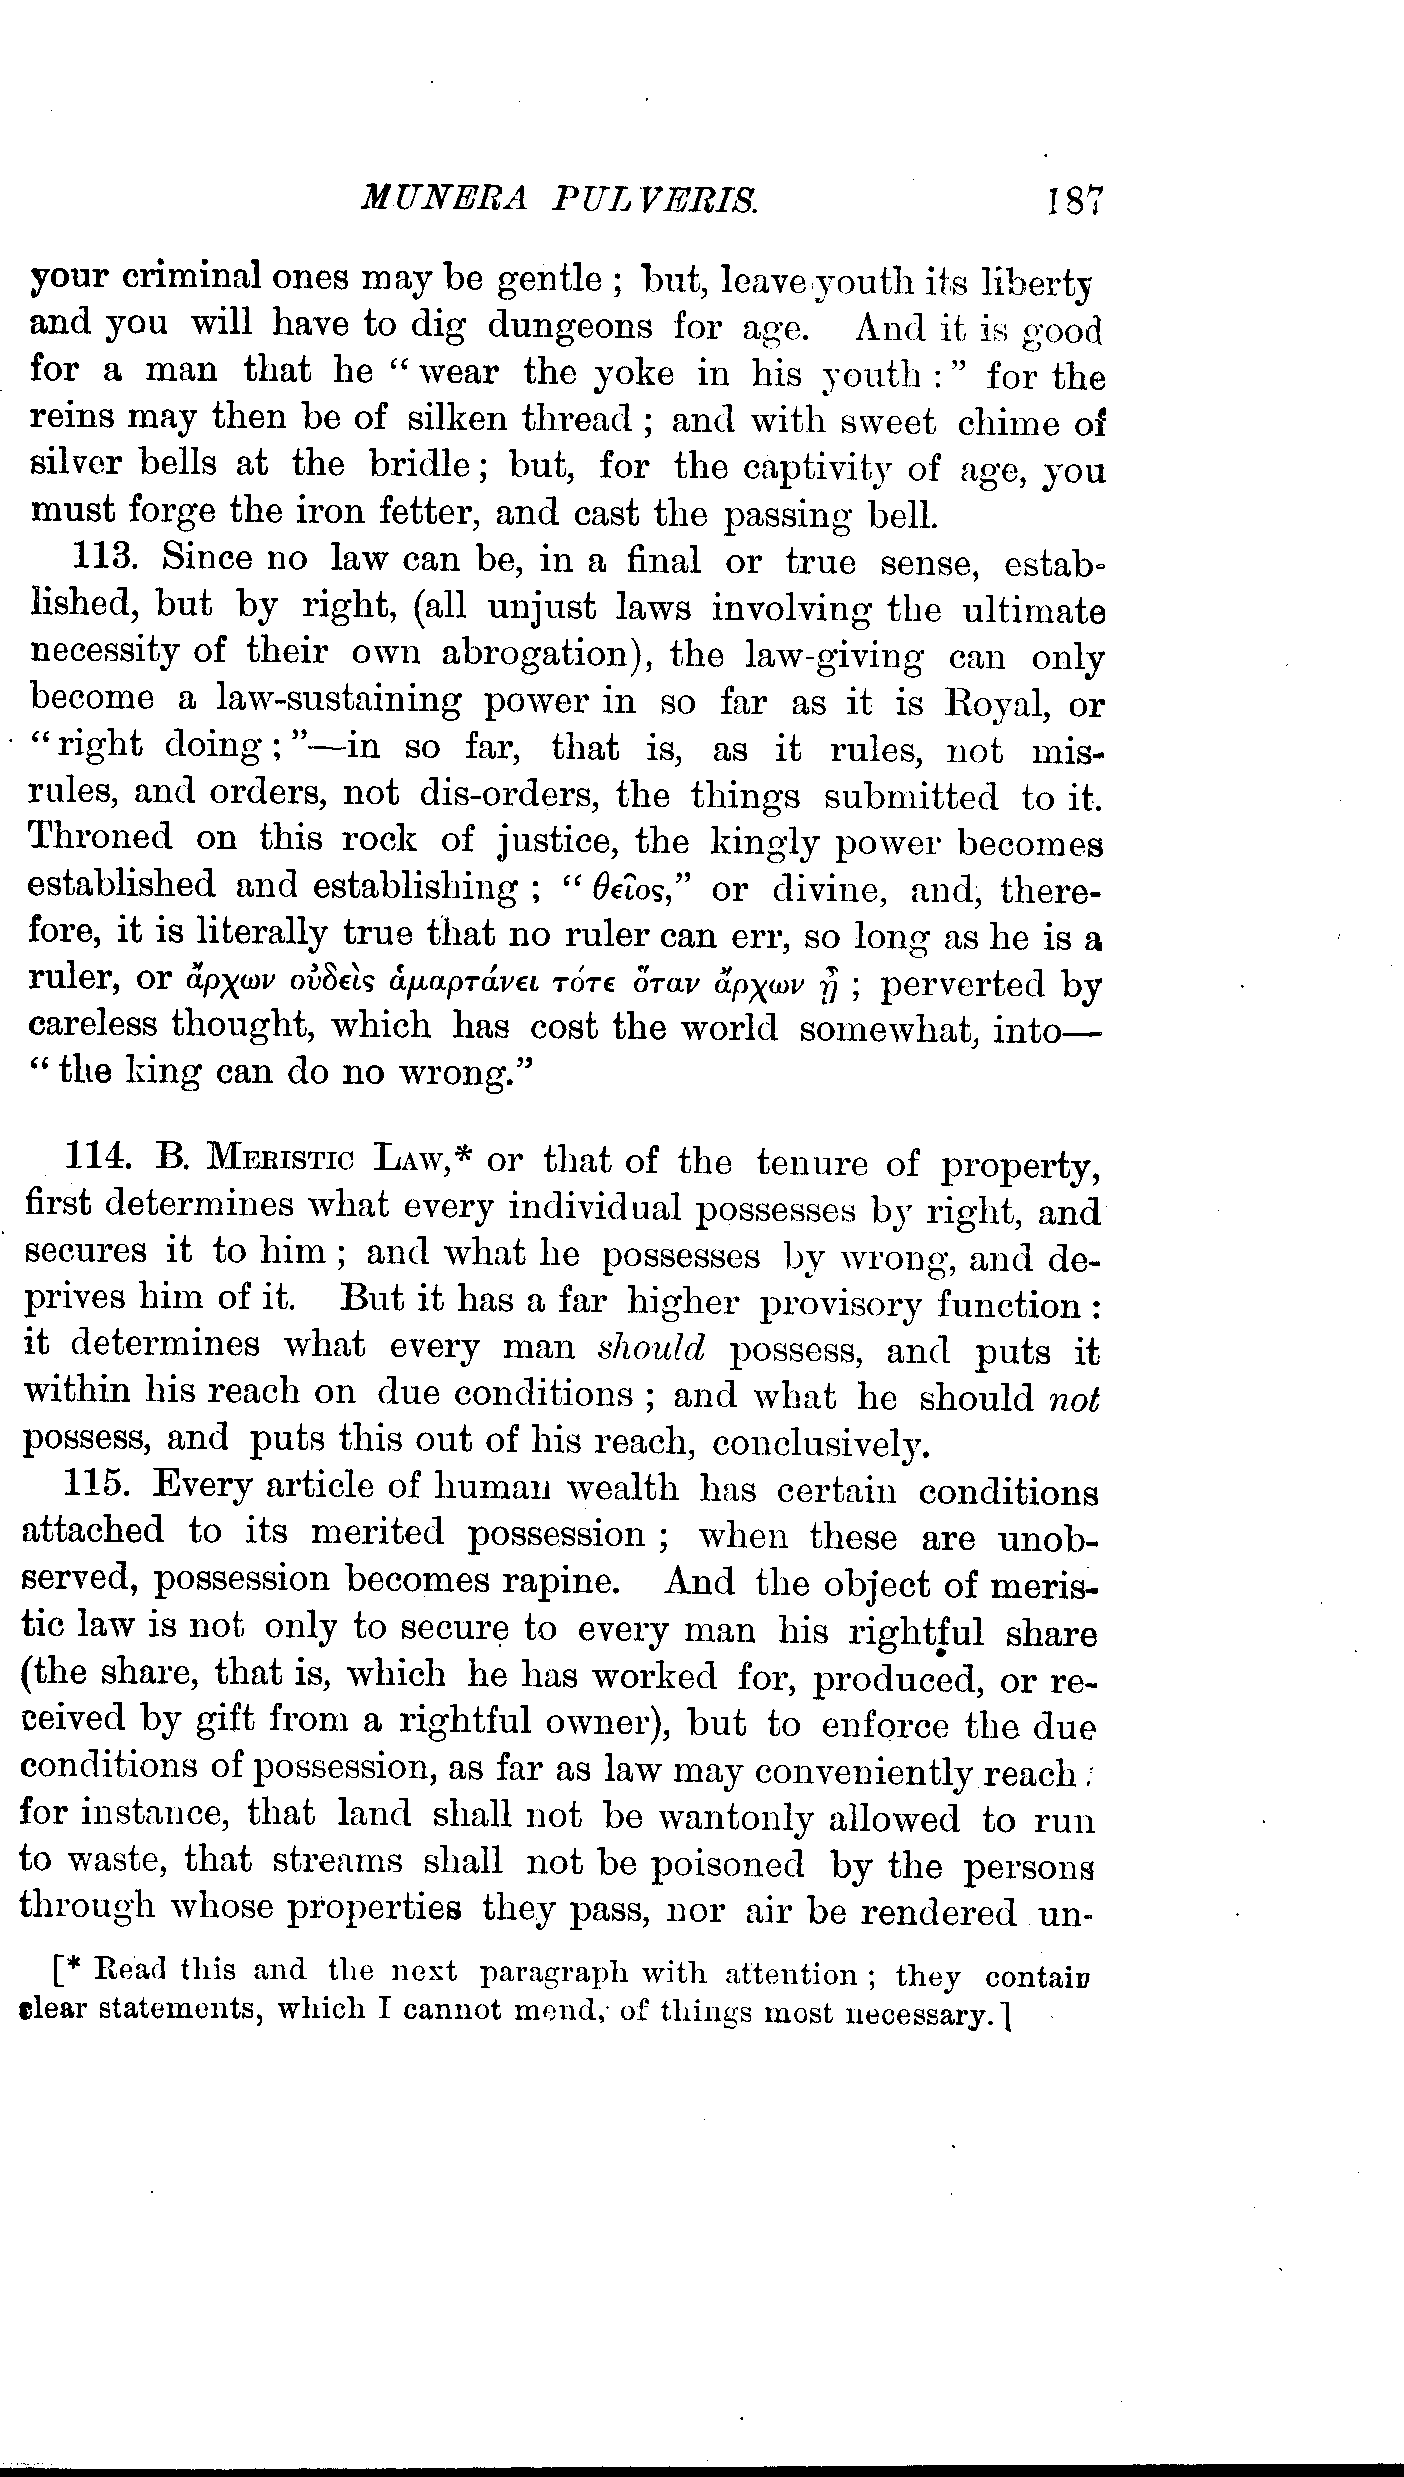 MUNERA PULVERIS. 187
your criminal ones may be gentle ; but, leave youth its liberty
and you will have to dig dungeons for age. And it is good
for a man that he “ wear the yoke in his youth : ” for the
reins may then be of silken thread ; and with sweet chime of
silver bells at the bridle ; but, for the captivity of age, you
must forge the iron fetter, and cast the passing bell.
113. Since no law can be, in a final or true sense, estab-
lished, but by right, (all unjust laws involving the ultimate
necessity of their own abrogation), the law-giving can only
become a law-sustaining power in so far as it is Royal, or
“ right doing ; ”—in so far, that is, as it rules, not mis-
rules, and orders, not dis-orders, the things submitted to it.
Throned on this rock of justice, the kingly power becomes
established and establishing ; “ θεῖος,” or divine, and, there-
fore, it is literally true that no ruler can err, so long as he is a
ruler, or ἄρχων οὐδεὶς ἁμαρτάνει τότε ὅταν ἄρχων ᾖ ; perverted by
careless thought, which has cost the world somewhat, into—
“ the king can do no wrong.”
114. B. MERISTIC LAW,* or that of the tenure of property,
first determines what every individual possesses by right, and
secures it to him ; and what he possesses by wrong, and de-
prives him of it. But it has a far higher provisory function :
it determines what every man should possess, and puts it
within his reach on due conditions ; and what he should not
possess, and puts this out of his reach, conclusively.
115. Every article of human wealth has certain conditions
attached to its merited possession ; when these are unob-
served, possession becomes rapine. And the object of meris-
tic law is not only to secure to every man his rightful share
(the share, that is, which he has worked for, produced, or re-
ceived by gift from a rightful owner), but to enforce the due
conditions of possession, as far as law may conveniently reach :
for instance, that land shall not be wantonly allowed to run
to waste, that streams shall not be poisoned by the persons
through whose properties they pass, nor air be rendered un-
[* Read this and the next paragraph with attention ; they contain
clear statements, which I cannot mend, of things most necessary.]